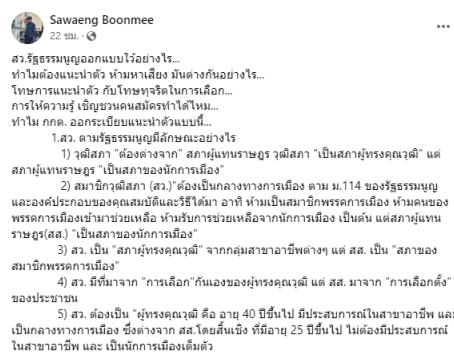 Sawaeng Boonmee
22 ชม. ·
สว.รัฐธรรมนูญออกแบบไว้อย่างไร...
ทำไมต้องแนะนำตัว ห้ามหาเสียง มันต่างกันอย่างไร...
โทษการแนะนำตัว กับโทษทุจริตในการเลือก...
การให้ความรู้ เชิญชวนคนสมัครทำได้ไหม...
ทำไม กกต. ออกระเบียบแนะนำตัวแบบนี้...
1.สว. ตามรัฐธรรมนูญมีลักษณะอย่างไร
1) วุฒิสภา "ต้องต่างจาก" สภาผู้แทนราษฎร วุฒิสภา "เป็นสภาผู้ทรงคุณวุฒิ" แต่
สภาผู้แทนราษฎร "เป็นสภาของนักการเมือง"
2) สมาชิกวุฒิสภา (สว.)"ต้องเป็นกลางทางการเมือง ตาม ม.114 ของรัฐธรรมนูญ
และองค์ประกอบของคุณสมบัติและวิธีได้มา อาทิ ห้ามเป็นสมาชิกพรรคการเมือง ห้ามคนของ
พรรคการเมืองเข้ามาช่วยเหลือ ห้ามรับการช่วยเหลือจากนักการเมือง เป็นต้น แต่สภาผู้แทน
ราษฎร(สส.) "เป็นสภาของนักการเมือง"
3) สว. เป็น "สภาผู้ทรงคุณวุฒิ" จากกลุ่มสาขาอาชีพต่างๆ แต่ สส. เป็น "สภาของ
สมาชิกพรรคการเมือง"
4) สว. มีที่มาจาก "การเลือก"กันเองของผู้ทรงคุณวุฒิ แต่ สส. มาจาก "การเลือกตั้ง"
ของประชาชน
5) สว. ต้องเป็น "ผู้ทรงคุณวุฒิ คือ อายุ 40 ปีขึ้นไป มีประสบการณ์ในสาขาอาชีพ และ
เป็นกลางทางการเมือง ซึ่งต่างจาก สส.โดยสิ้นเชิง ที่มีอายุ 25 ปีขึ้นไป ไม่ต้องมีประสบการณ์
ในสาขาอาชีพ และ เป็นนักการเมืองเต็มตัว